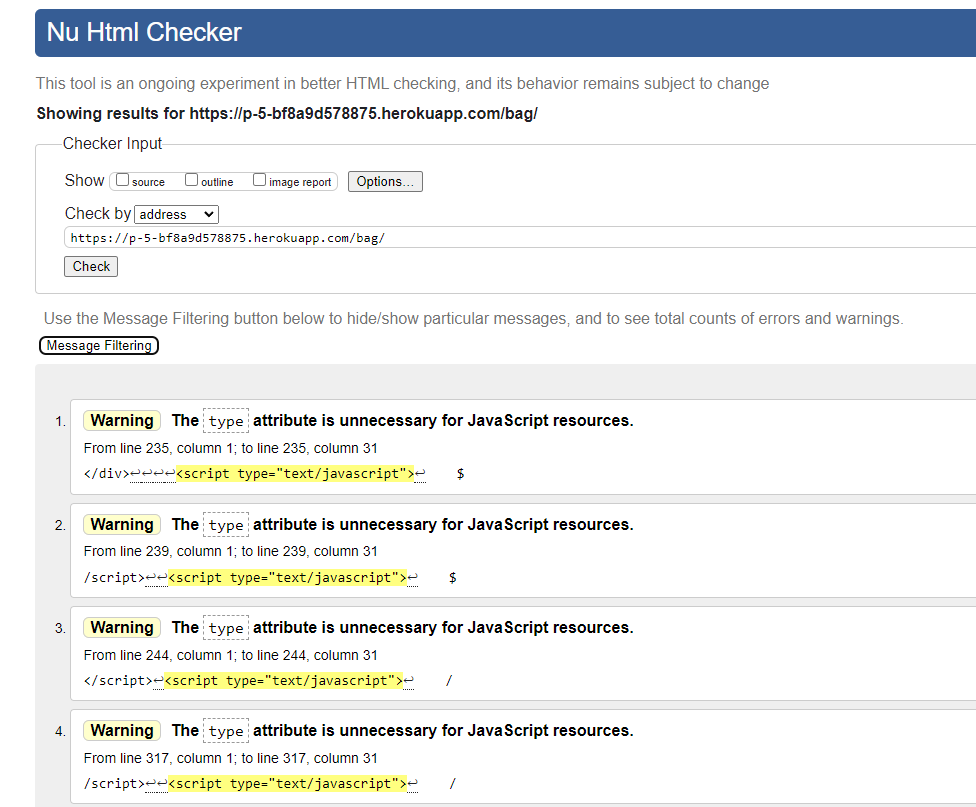 Nu Html Checker
This tool is an ongoing experiment in better HTML checking, and its behavior remains subject to change
Showing results for https://p-5-bf8a9d578875.herokuapp.com/bag/
Checker Input
Show source outline image report Options...
Check by address
https://p-5-bf8a9d578875.herokuapp.com/bag/
Check
Use the Message Filtering button below to hide/show particular messages, and to see total counts of errors and warnings.
Message Filtering
1. Warning The type attribute is unnecessary for JavaScript resources.
From line 235, column 1; to line 235, column 31
</div>↩↩↩↩<script type="text/javascript">↩ $
2. Warning The type attribute is unnecessary for JavaScript resources.
From line 239, column 1; to line 239, column 31
/script>↩↩<script type="text/javascript">↩ $
3. Warning The type attribute is unnecessary for JavaScript resources.
From line 244, column 1; to line 244, column 31
</script>↩<script type="text/javascript">↩ /
4. Warning The type attribute is unnecessary for JavaScript resources.
From line 317, column 1; to line 317, column 31
/script>↩↩<script type="text/javascript">↩ /